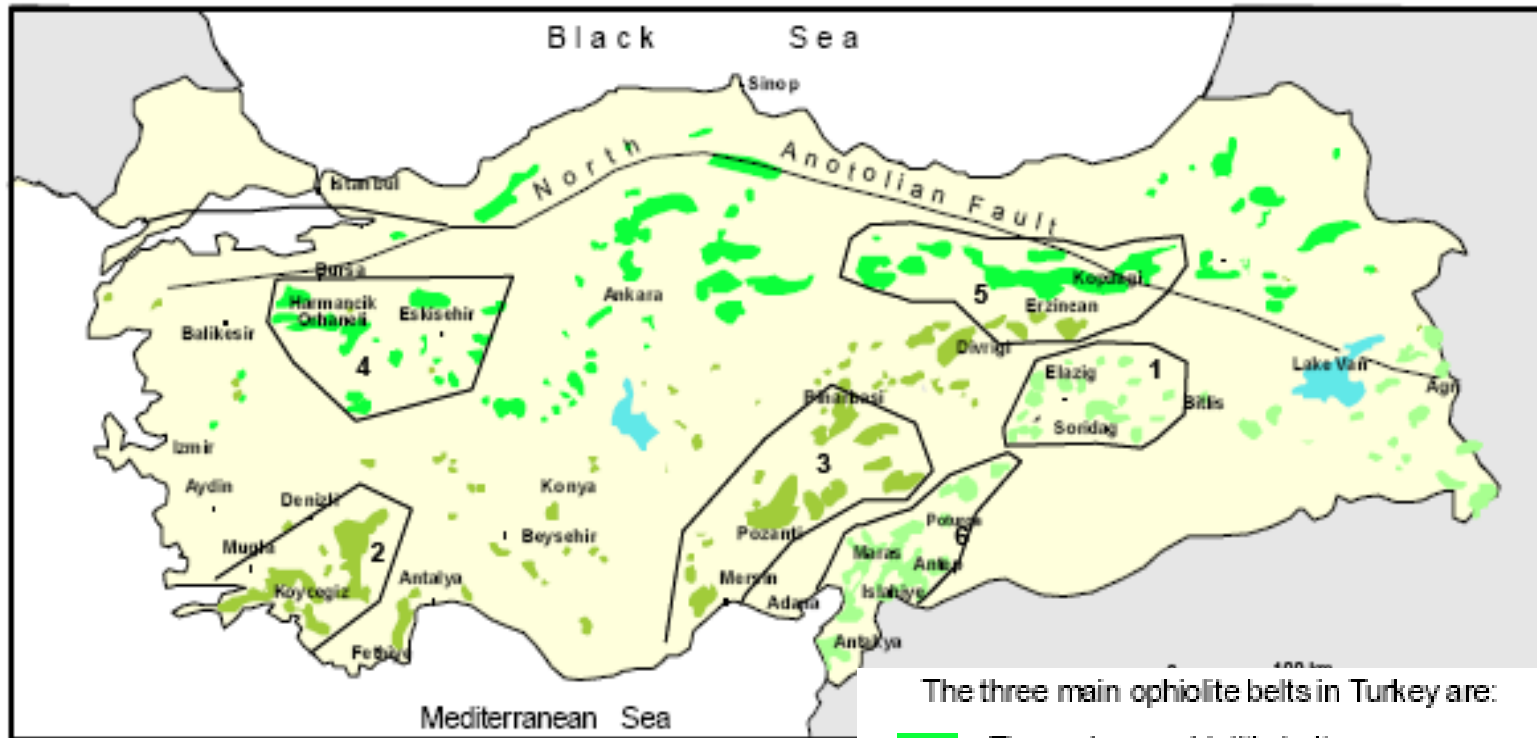 Black Sea
Sinop
North Anotolian Fault
Istanbul
Bursa
Harmancik
Orhaneli
Eskisehir
Balikesir
4
Ankara
5
Kopdagi
Erzincan
Divrigi
Elazig
1
Bitlis
Soridag
Lake Van
Agri
Pinarbasi
3
Izmir
Aydin
Denizli
Konya
Beysehir
Pozanti
Mugla
2
Koycegiz
Antalya
Fethiye
Mersin
Adana
Maras
6
Antep
Islahiye
Antakya
100 km
Mediterranean Sea
The three main ophiolite belts in Turkey are: